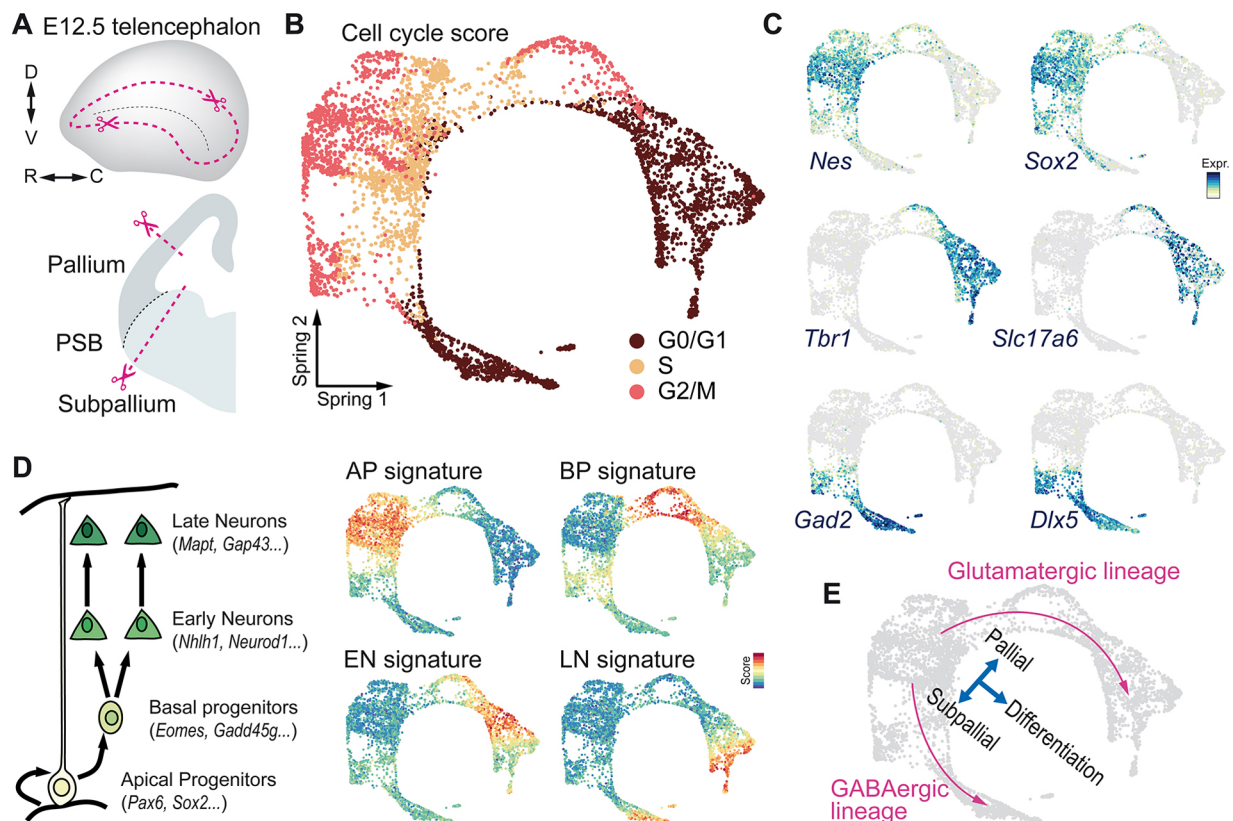 A E12.5 telencephalon
D
V
R
C
Pallium
PSB
Subpallium
B
Cell cycle score
Spring 2
Spring 1
G0/G1
S
G2/M
C
Nes
Sox2
Expr.
Tbr1
Slc17a6
Gad2
Dlx5
D
Late Neurons
(Mapt, Gap43...)
Early Neurons
(Nhlh1, Neurod1...)
Basal progenitors
(Eomes, Gadd45g...)
Apical Progenitors
(Pax6, Sox2...)
AP signature
BP signature
EN signature
LN signature
Score
E
Glutamatergic lineage
Pallial
Subpallial
Differentiation
GABAergic
lineage